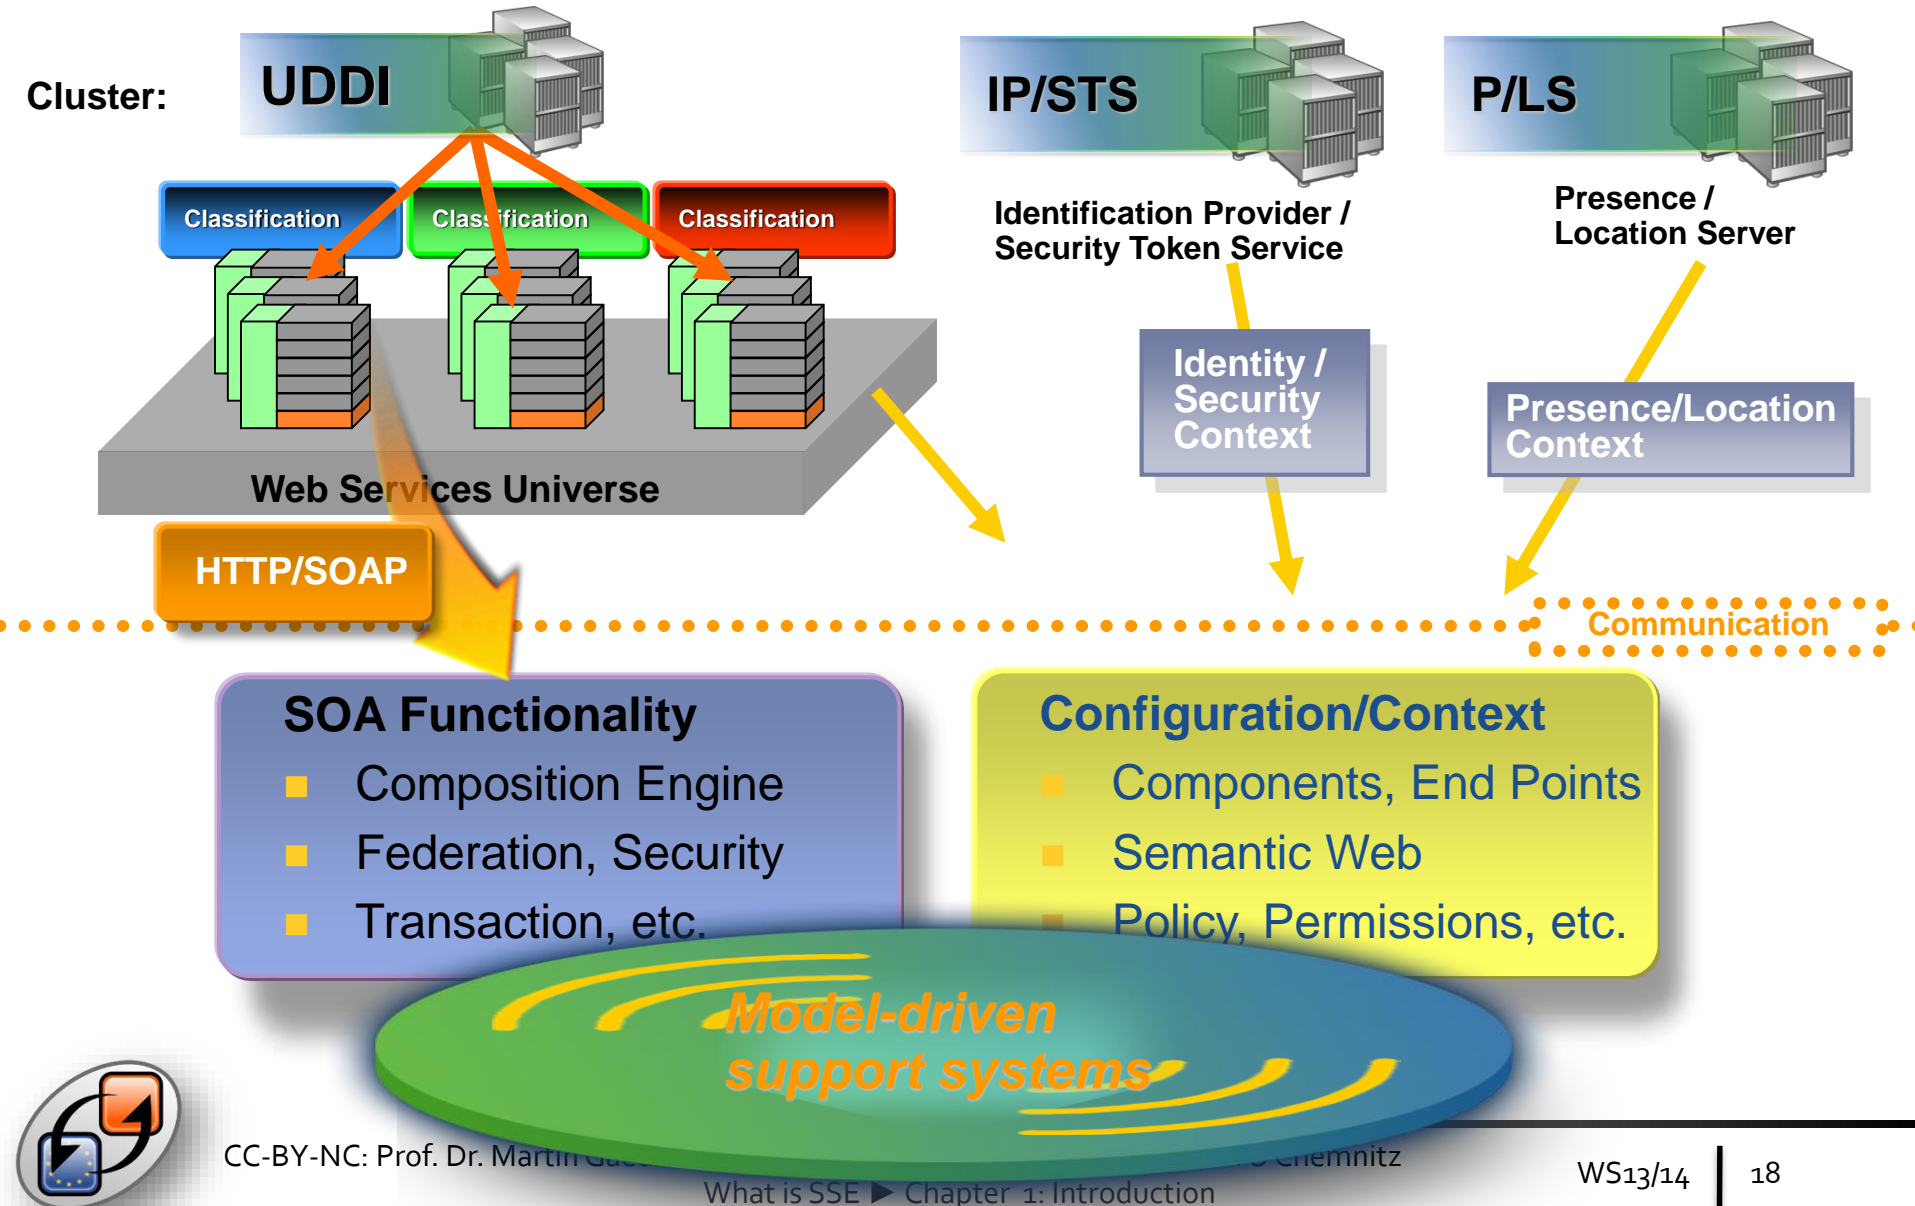 Cluster:
UDDI
IP/STS
P/LS
Classification
Classification
Classification
Identification Provider /
Security Token Service
Presence /
Location Server
Identity /
Security
Context
Presence/Location
Context
Web Services Universe
HTTP/SOAP
Communication
SOA Functionality
Composition Engine
Federation, Security
Transaction, etc.
Configuration/Context
Components, End Points
Semantic Web
Policy, Permissions, etc.
Model-driven
support systems
CC-BY-NC: Prof. Dr. Martin Chemnitz
What is SSE ► Chapter 1: Introduction
WS13/14
18